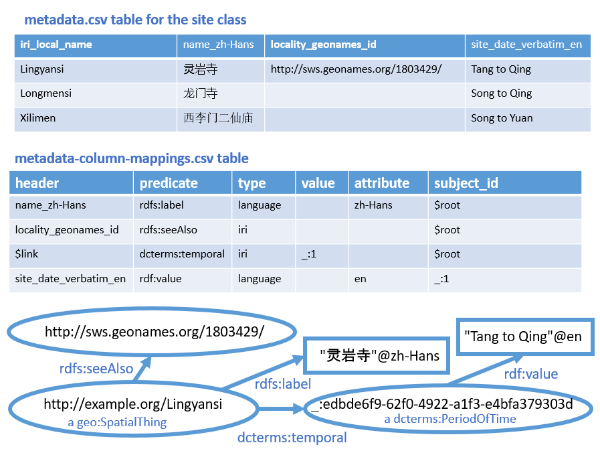 metadata.csv table for the site class
iri_local_name name_zh-Hans locality_geonames_id site_date_verbatim_en
Lingyansi 灵岩寺 http://sws.geonames.org/1803429/ Tang to Qing
Longmensi 龙门寺 Song to Qing
Xilimen 西李门二仙庙 Song to Yuan
metadata-column-mappings.csv table
header predicate type value attribute subject_id
name_zh-Hans rdfs:label language zh-Hans $root
locality_geonames_id rdfs:seeAlso iri $root
$link dcterms:temporal iri _:1 $root
site_date_verbatim_en rdf:value language en _:1
http://sws.geonames.org/1803429/
"Tang to Qing"@en
"灵岩寺"@zh-Hans
rdfs:seeAlso
rdfs:label
rdf:value
http://example.org/Lingyansi
a geo:SpatialThing
_:edbde6f9-62f0-4922-a1f3-e4bfa379303d
a dcterms:PeriodOfTime
dcterms:temporal